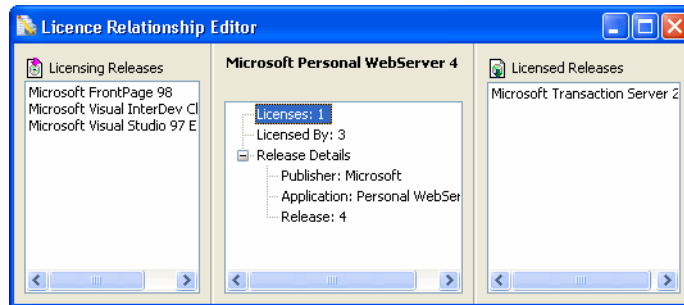 Licence Relationship Editor
Licensing Releases
Microsoft FrontPage 98
Microsoft Visual InterDev Cl
Microsoft Visual Studio 97 E
Microsoft Personal WebServer 4
Licenses: 1
Licensed By: 3
Release Details
Publisher: Microsoft
Application: Personal WebSer
Release: 4
Licensed Releases
Microsoft Transaction Server 2